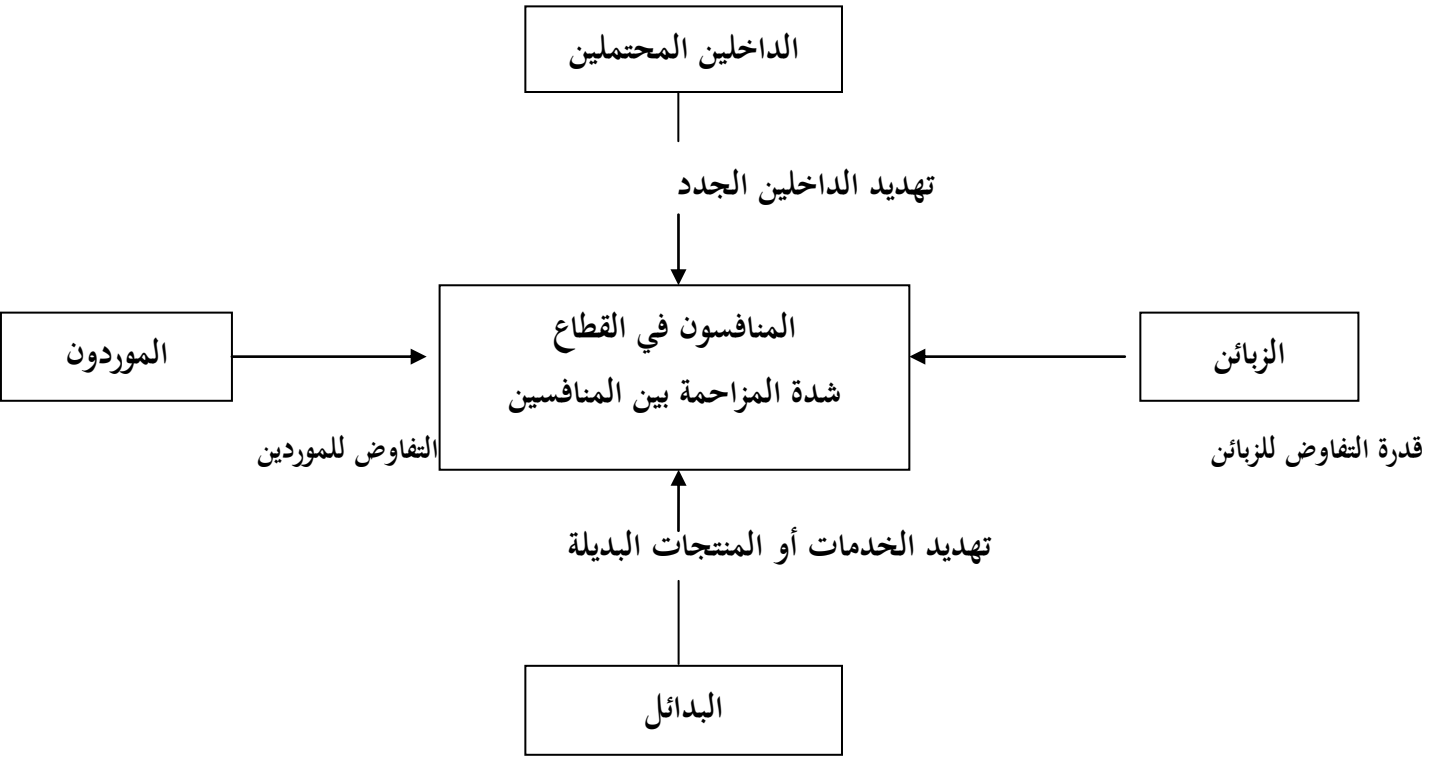 الداخلين المحتملين
تهديد الداخلين الجدد
المنافسون في القطاع
الزبائن
الموردون
شدة المزاحمة بين المنافسين
قدرة التفاوض للزبائن
التفاوض للموردين
تهديد الخدمات أو المنتجات البديلة
البدائل